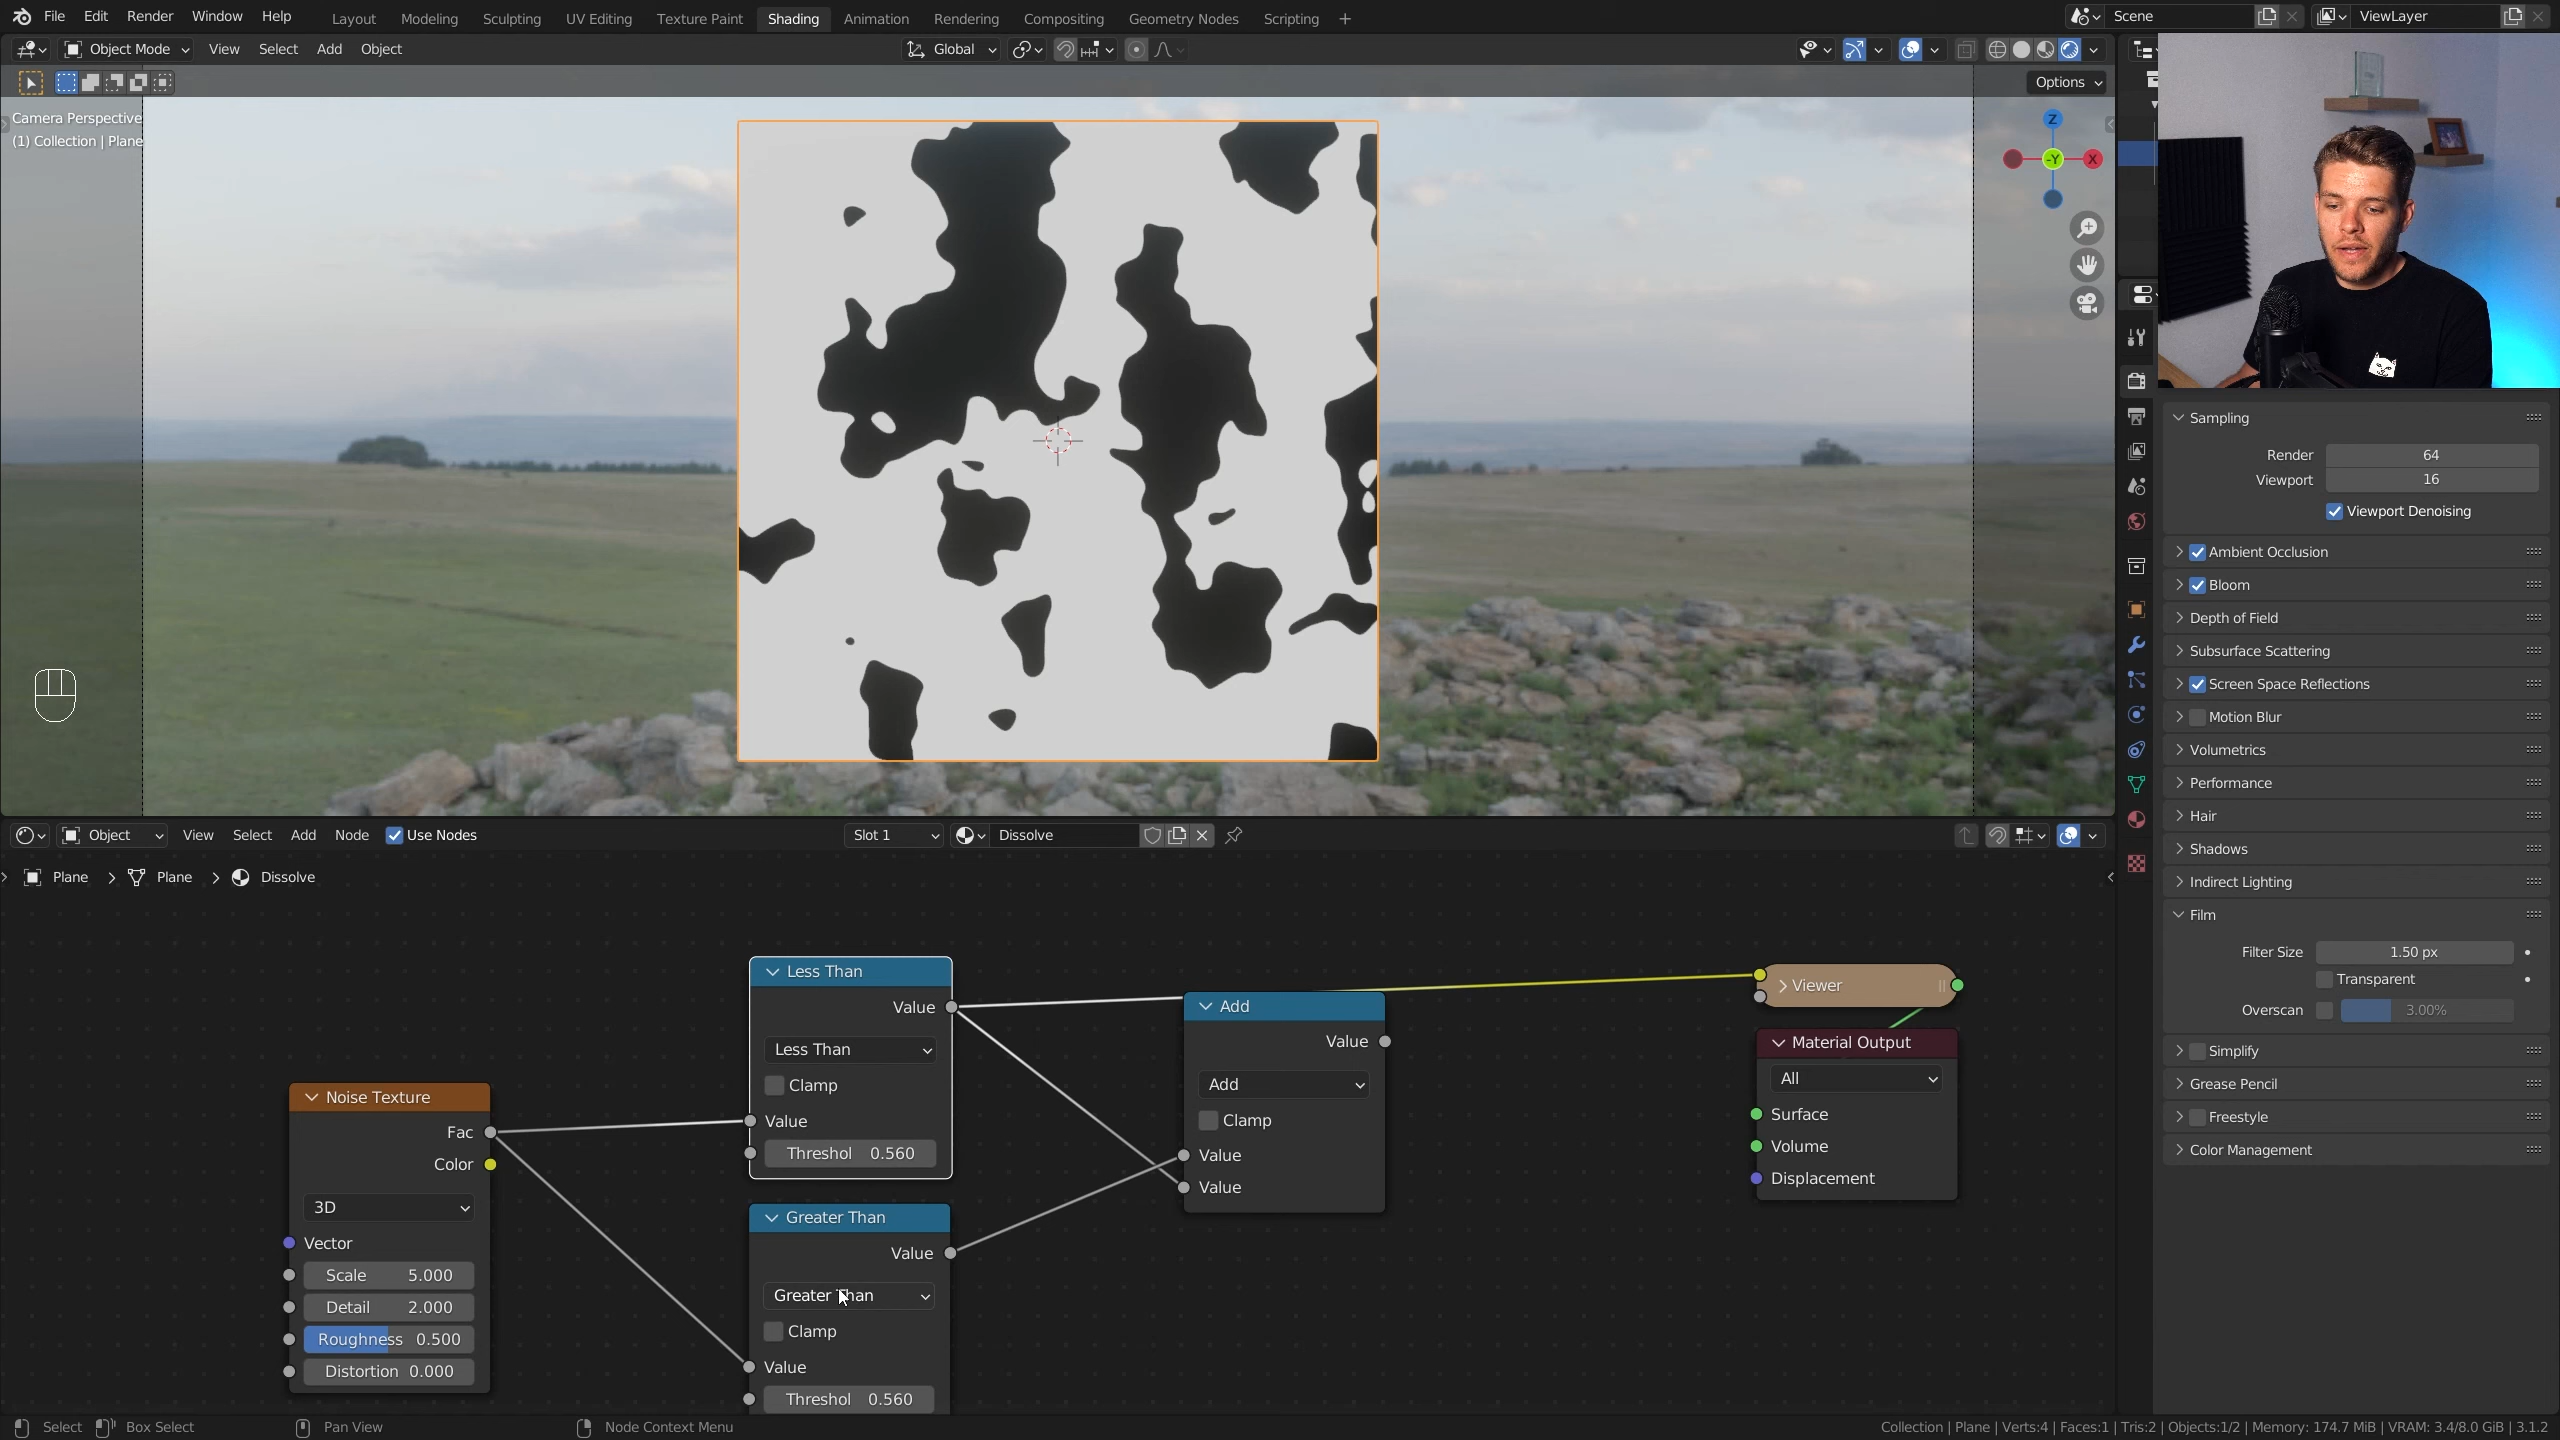 File Edit Render Window Help Layout Modeling Sculpting UV Editing Texture Paint Shading Animation Rendering Compositing Geometry Nodes Scripting + Scene ViewLayer
Object Mode View Select Add Object Global
Options
Camera Perspective
(1) Collection | Plane
Z
-Y X
Sampling
Render 64
Viewport 16
Viewport Denoising
Ambient Occlusion
Bloom
Depth of Field
Subsurface Scattering
Screen Space Reflections
Motion Blur
Volumetrics
Performance
Hair
Shadows
Indirect Lighting
Film
Filter Size 1.50 px
Transparent
Overscan 3.00%
Simplify
Grease Pencil
Freestyle
Color Management
Object View Select Add Node Use Nodes Slot 1 Dissolve
Plane > Plane > Dissolve
Noise Texture
Fac
Color
3D
Vector
Scale 5.000
Detail 2.000
Roughness 0.500
Distortion 0.000
Less Than
Value
Less Than
Clamp
Value
Threshol 0.560
Greater Than
Value
Greater Than
Clamp
Value
Threshol 0.560
Add
Value
Add
Clamp
Value
Value
Viewer
Material Output
All
Surface
Volume
Displacement
Select Box Select Pan View Node Context Menu Collection | Plane | Verts:4 | Faces:1 | Tris:2 | Objects:1/2 | Memory: 174.7 MiB | VRAM: 3.4/8.0 GiB | 3.1.2